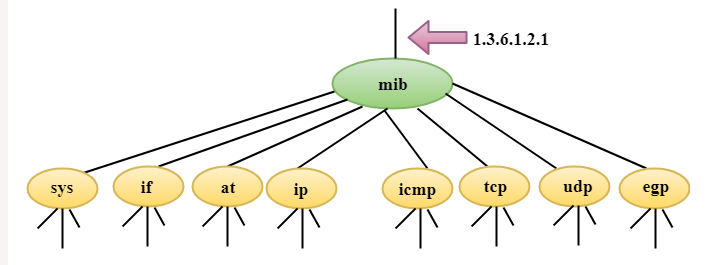 1.3.6.1.2.1
mib
sys
if
at
ip
icmp
tcp
udp
egp